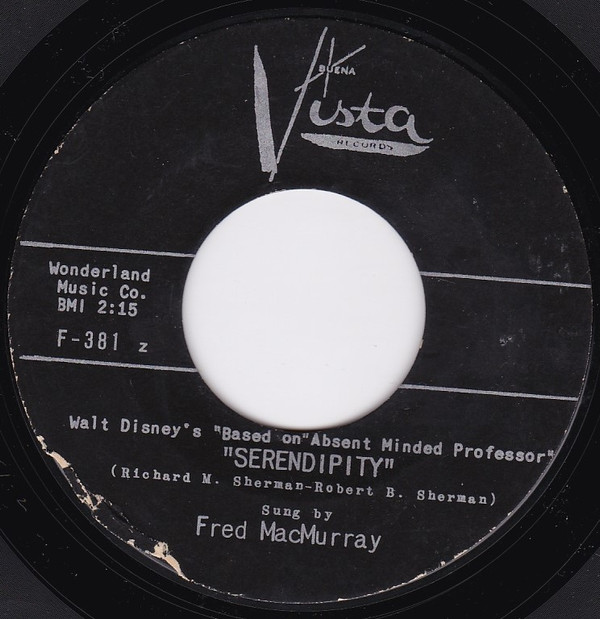 BUENA
Vista
RECORDS
Wonderland
Music Co.
BMI 2:15
F-381 z
Walt Disney's "Based on"Absent Minded Professor"
"SERENDIPITY"
(Richard M. Sherman-Robert B. Sherman)
Sung by
Fred MacMurray